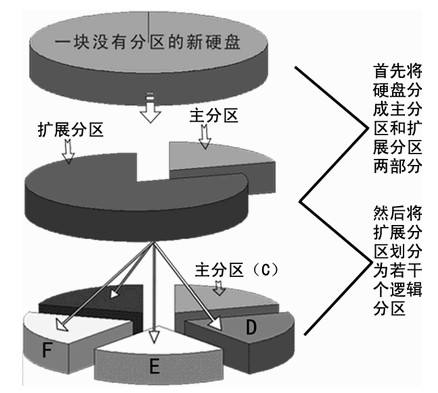 一块没有分区的新硬盘
扩展分区
主分区
首先将
硬盘分
成主分
区和扩
展分区
两部分
然后将
扩展分
区划分
为若干
个逻辑
分区
主分区（C）
D
F
E